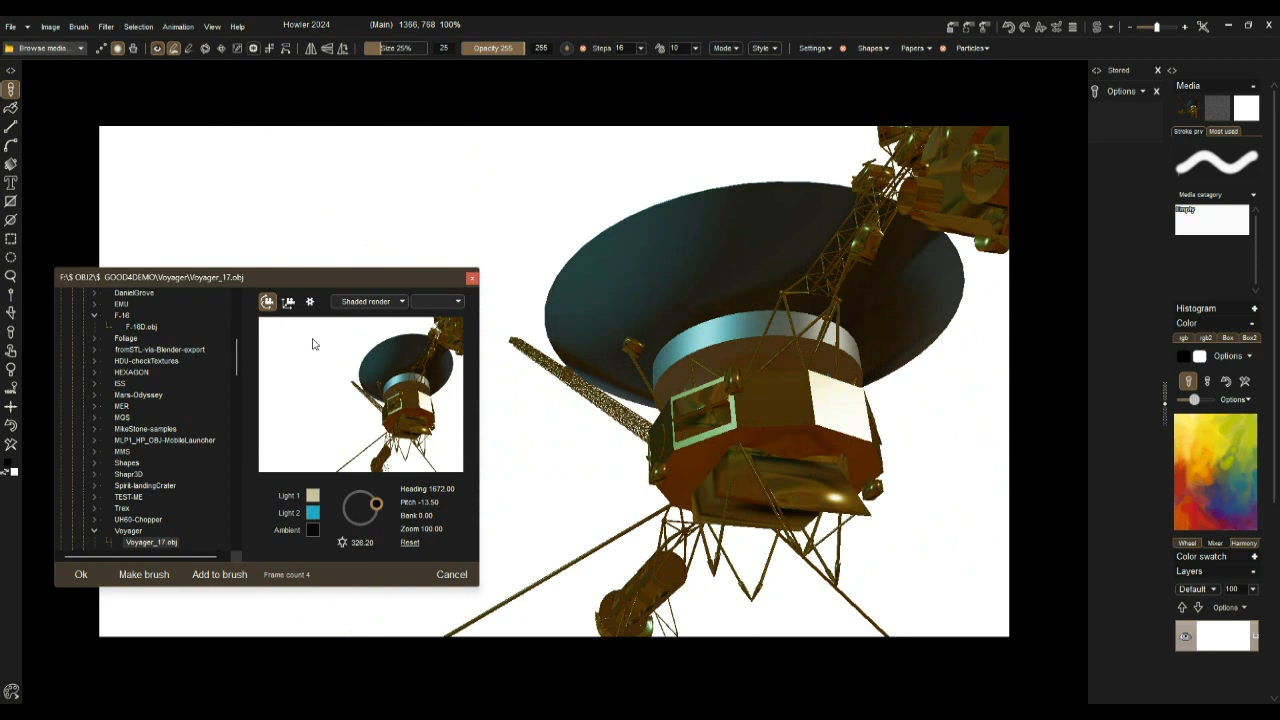 File Image Brush Filter Selection Animation View Help Howler 2024 (Main) 1366, 768 100%
Browse media... Size 25% 25 Opacity 255 255 Steps 16 10 Mode Style Settings Shapes Papers Particles
Stored
Options
Media
Stroke prv Most used
Media category
Empty
Histogram
Color
rgb rgb2 Box Box2
Options
Options
Wheel Mixer Harmony
Color swatch
Layers
Default 100
Options
F:\$ OBJ2\$ GOOD4DEMO\Voyager\Voyager_17.obj
DanielGrove
EMU
F-16
F-16D.obj
Foliage
fromSTL-vis-Blender-export
HDU-checkTextures
HEXAGON
ISS
Mars-Odyssey
MER
MGS
MikeStone-samples
MLP1_HP_OBJ-MobileLauncher
MMS
Shapes
Shapr3D
Spirit-landingCrater
TEST-ME
Trex
UH60-Chopper
Voyager
Voyager_17.obj
Shaded render
Light 1
Light 2
Ambient
326.20
Heading 1672.00
Pitch -13.50
Bank 0.00
Zoom 100.00
Reset
Ok Make brush Add to brush Frame count 4 Cancel